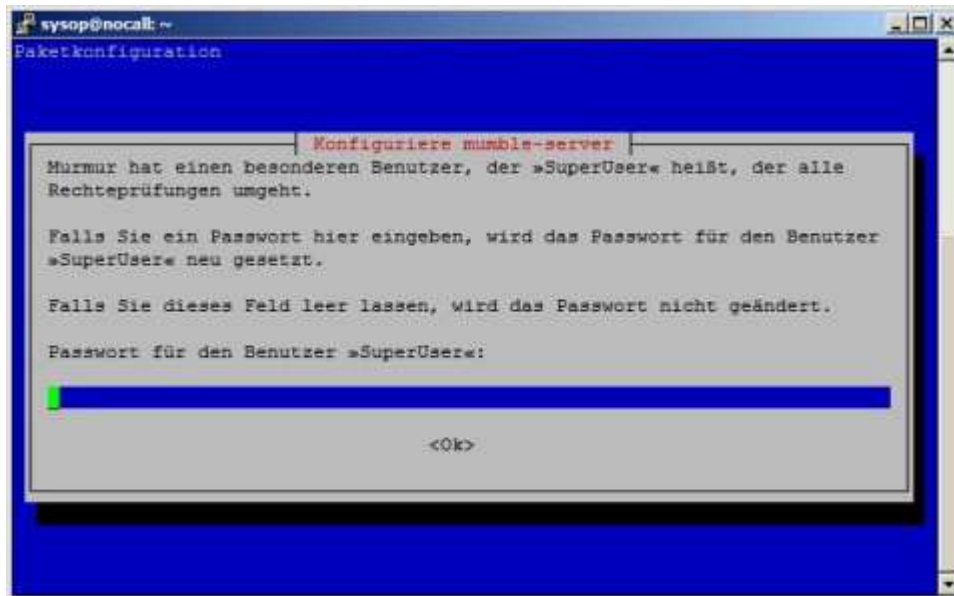 sysop@nocall: ~
Paketkonfiguration
Konfiguriere mumble-server
Murmur hat einen besonderen Benutzer, der »SuperUser« heißt, der alle
Rechteprüfungen umgeht.
Falls Sie ein Passwort hier eingeben, wird das Passwort für den Benutzer
»SuperUser« neu gesetzt.
Falls Sie dieses Feld leer lassen, wird das Passwort nicht geändert.
Passwort für den Benutzer »SuperUser«:
<Ok>